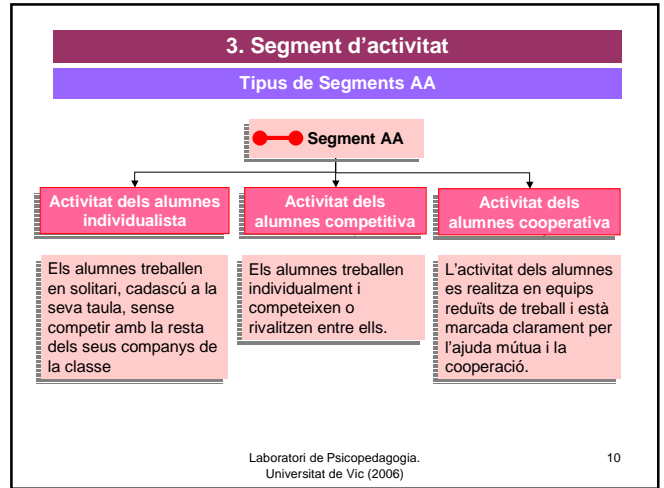 3. Segment d'activitat
Tipus de Segments AA
Segment AA
Activitat dels alumnes
individualista
Activitat dels
alumnes competitiva
Activitat dels
alumnes cooperativa
Els alumnes treballen
en solitari, cadascú a la
seva taula, sense
competir amb la resta
dels seus companys de
la classe
Els alumnes treballen
individualment i
competeixen o
rivalitzen entre ells.
L'activitat dels alumnes
es realitza en equips
reduïts de treball i està
marcada clarament per
l'ajuda mútua i la
cooperació.
Laboratori de Psicopedagogia.
Universitat de Vic (2006)
10